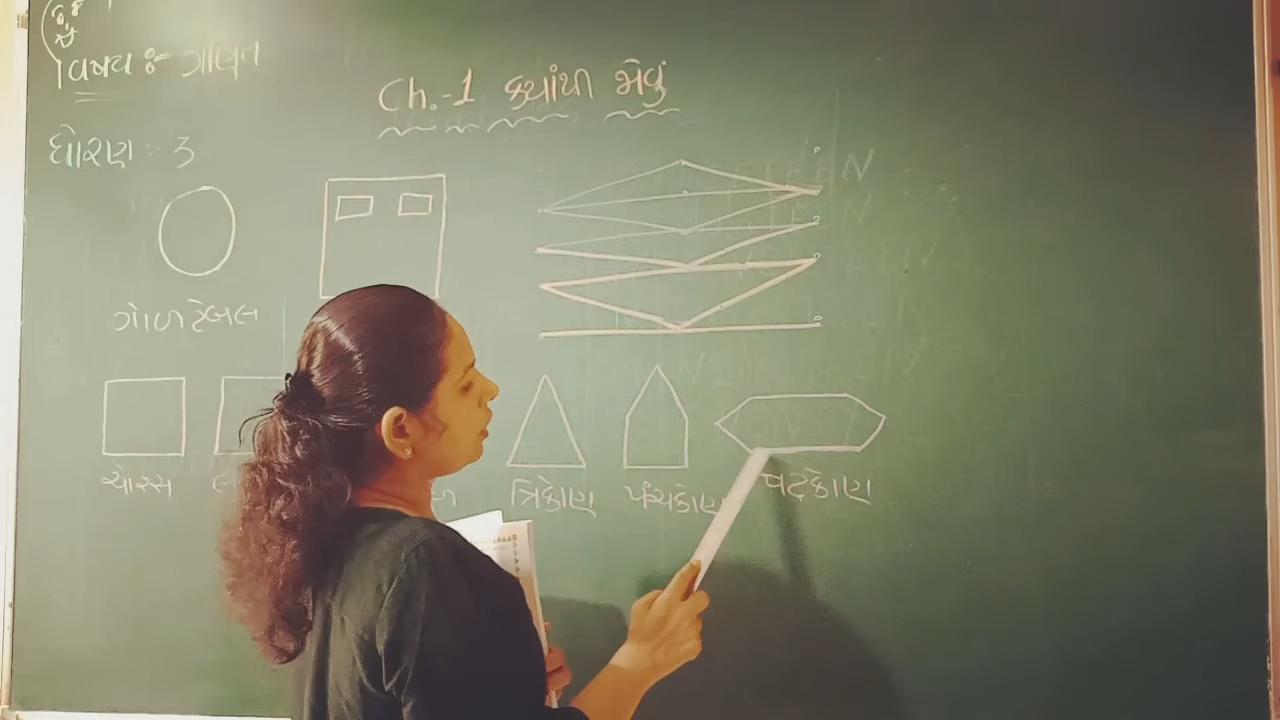 વિષય :- ગણિત
Ch.-1 ક્યાંથી જોવું
ધોરણ :- 3
ગોળ ટેબલ
ચોરસ ત્રિકોણ પંચકોણ ષટ્કોણ